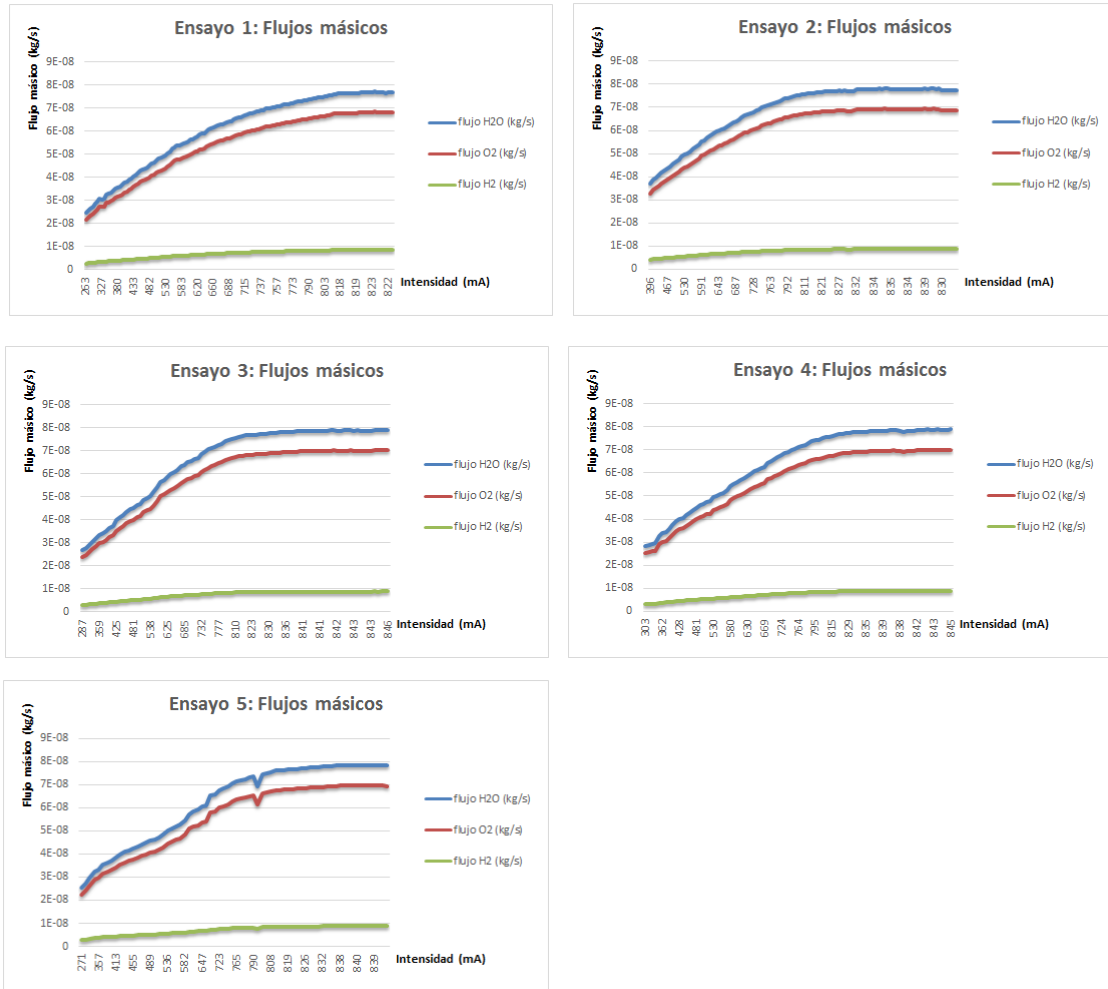 Ensayo 1: Flujos másicos
Flujo másico (kg/s)
9E-08
8E-08
7E-08
6E-08
5E-08
4E-08
3E-08
2E-08
1E-08
0
263 327 380 433 482 530 583 620 660 688 715 737 757 773 790 803 818 819 823 822
Intensidad (mA)
flujo H2O (kg/s)
flujo O2 (kg/s)
flujo H2 (kg/s)
Ensayo 2: Flujos másicos
Flujo másico (kg/s)
9E-08
8E-08
7E-08
6E-08
5E-08
4E-08
3E-08
2E-08
1E-08
0
396 467 530 591 643 687 728 763 792 811 821 827 832 834 835 834 839 830
Intensidad (mA)
flujo H2O (kg/s)
flujo O2 (kg/s)
flujo H2 (kg/s)
Ensayo 3: Flujos másicos
Flujo másico (kg/s)
9E-08
8E-08
7E-08
6E-08
5E-08
4E-08
3E-08
2E-08
1E-08
0
287 359 425 481 538 625 685 732 777 810 823 830 836 841 841 842 843 843 846
Intensidad (mA)
flujo H2O (kg/s)
flujo O2 (kg/s)
flujo H2 (kg/s)
Ensayo 4: Flujos másicos
Flujo másico (kg/s)
9E-08
8E-08
7E-08
6E-08
5E-08
4E-08
3E-08
2E-08
1E-08
0
303 362 428 481 530 580 630 669 724 764 795 815 829 835 839 838 842 843 845
Intensidad (mA)
flujo H2O (kg/s)
flujo O2 (kg/s)
flujo H2 (kg/s)
Ensayo 5: Flujos másicos
Flujo másico (kg/s)
9E-08
8E-08
7E-08
6E-08
5E-08
4E-08
3E-08
2E-08
1E-08
0
271 357 413 455 489 536 582 647 723 765 790 808 819 826 832 838 840 839
Intensidad (mA)
flujo H2O (kg/s)
flujo O2 (kg/s)
flujo H2 (kg/s)